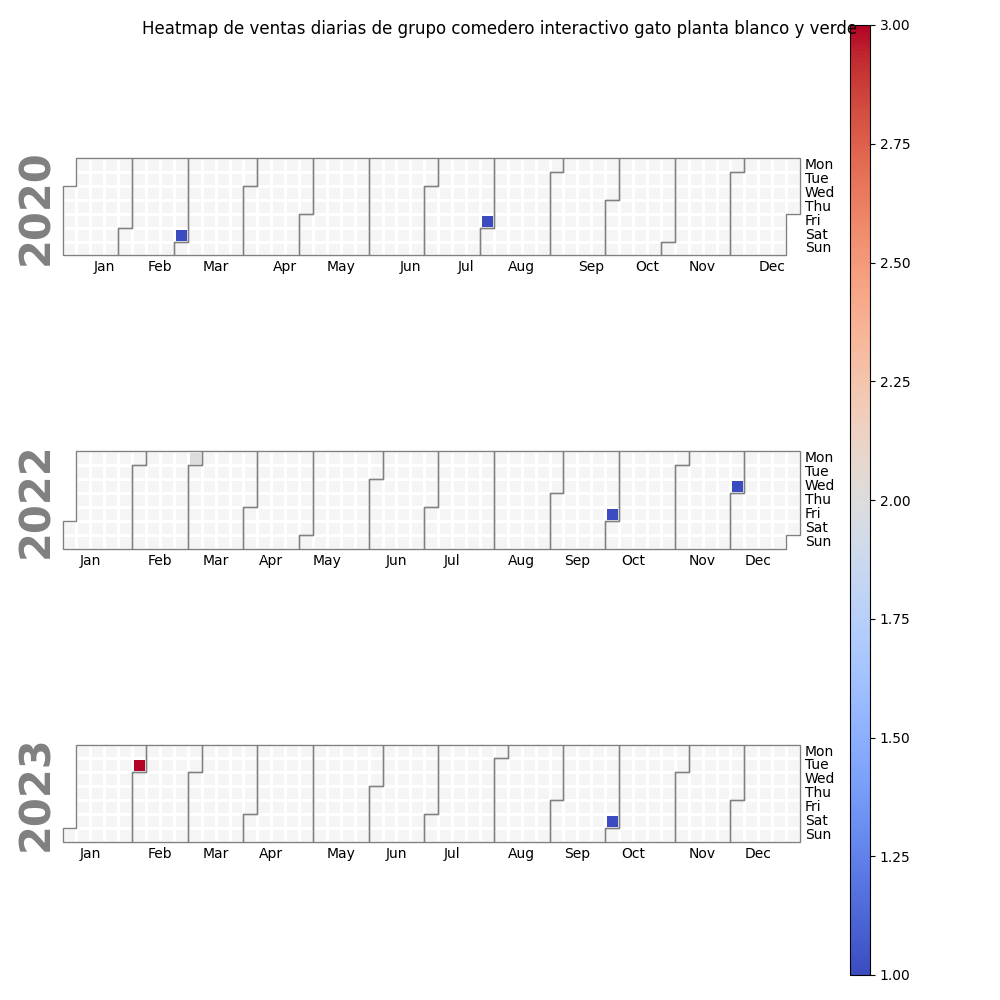 Heatmap de ventas diarias de grupo comedero interactivo gato planta blanco y verde
3.00
2.75
2.50
2.25
2.00
1.75
1.50
1.25
1.00
2020
Mon
Tue
Wed
Thu
Fri
Sat
Sun
Jan Feb Mar Apr May Jun Jul Aug Sep Oct Nov Dec
2022
Mon
Tue
Wed
Thu
Fri
Sat
Sun
Jan Feb Mar Apr May Jun Jul Aug Sep Oct Nov Dec
2023
Mon
Tue
Wed
Thu
Fri
Sat
Sun
Jan Feb Mar Apr May Jun Jul Aug Sep Oct Nov Dec